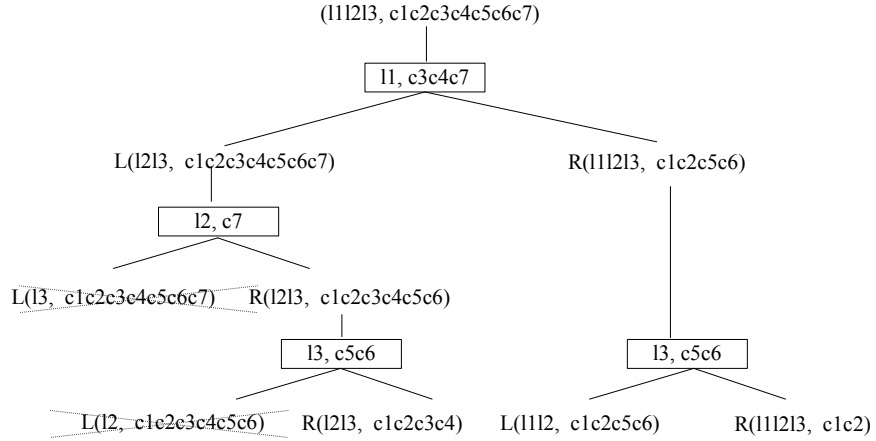 (l1l2l3, c1c2c3c4c5c6c7)
l1, c3c4c7
L(l2l3, c1c2c3c4c5c6c7) R(l1l2l3, c1c2c5c6)
l2, c7
L(l3, c1c2c3c4c5c6c7) R(l2l3, c1c2c3c4c5c6)
l3, c5c6 l3, c5c6
L(l2, c1c2c3c4c5c6) R(l2l3, c1c2c3c4) L(l1l2, c1c2c5c6) R(l1l2l3, c1c2)